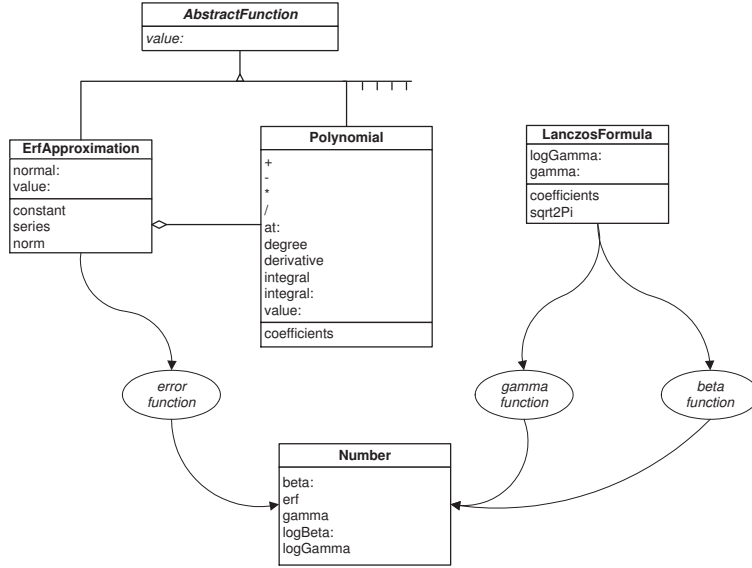 AbstractFunction
value:
ErfApproximation
normal:
value:
constant
series
norm
Polynomial
+
-
*
/
at:
degree
derivative
integral
integral:
value:
coefficients
LanczosFormula
logGamma:
gamma:
coefficients
sqrt2Pi
error
function
gamma
function
beta
function
Number
beta:
erf
gamma
logBeta:
logGamma